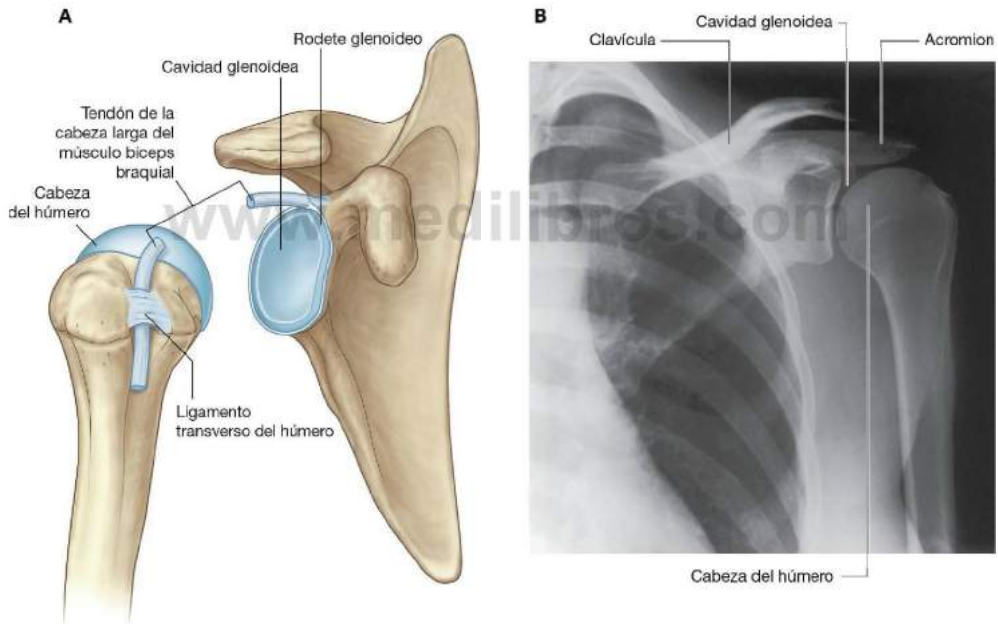 A
Rodete glenoideo
Cavidad glenoidea
Tendón de la
cabeza larga del
músculo bíceps
braquial
Cabeza
del húmero
Ligamento
transverso del húmero
www.medilibros.com
B
Cavidad glenoidea
Clavícula
Acromion
Cabeza del húmero